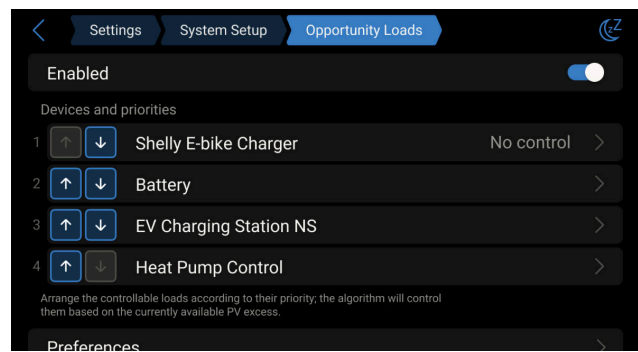 Settings System Setup Opportunity Loads
Enabled
Devices and priorities
1 Shelly E-bike Charger No control
2 Battery
3 EV Charging Station NS
4 Heat Pump Control
Arrange the controllable loads according to their priority; the algorithm will control
them based on the currently available PV excess.
Preferences